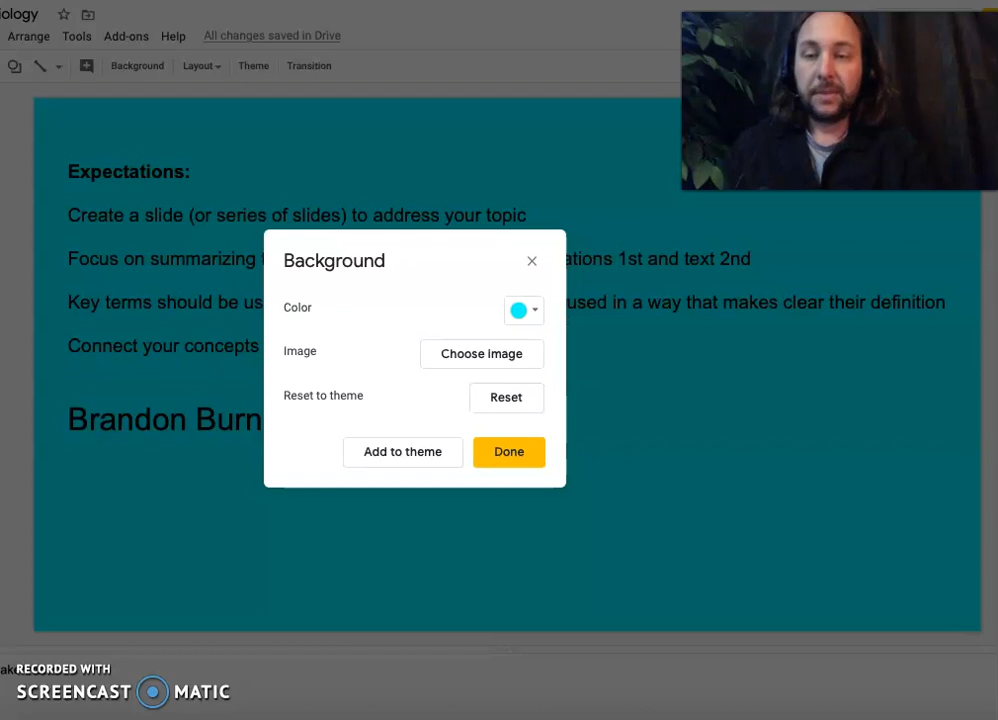 iology
Arrange Tools Add-ons Help All changes saved in Drive
Background Layout Theme Transition
Expectations:
Create a slide (or series of slides) to address your topic
Focus on summarizing ations 1st and text 2nd
Key terms should be us used in a way that makes clear their definition
Connect your concepts
Brandon Burn
Background
Color
Image Choose image
Reset to theme Reset
Add to theme Done
RECORDED WITH
SCREENCAST MATIC